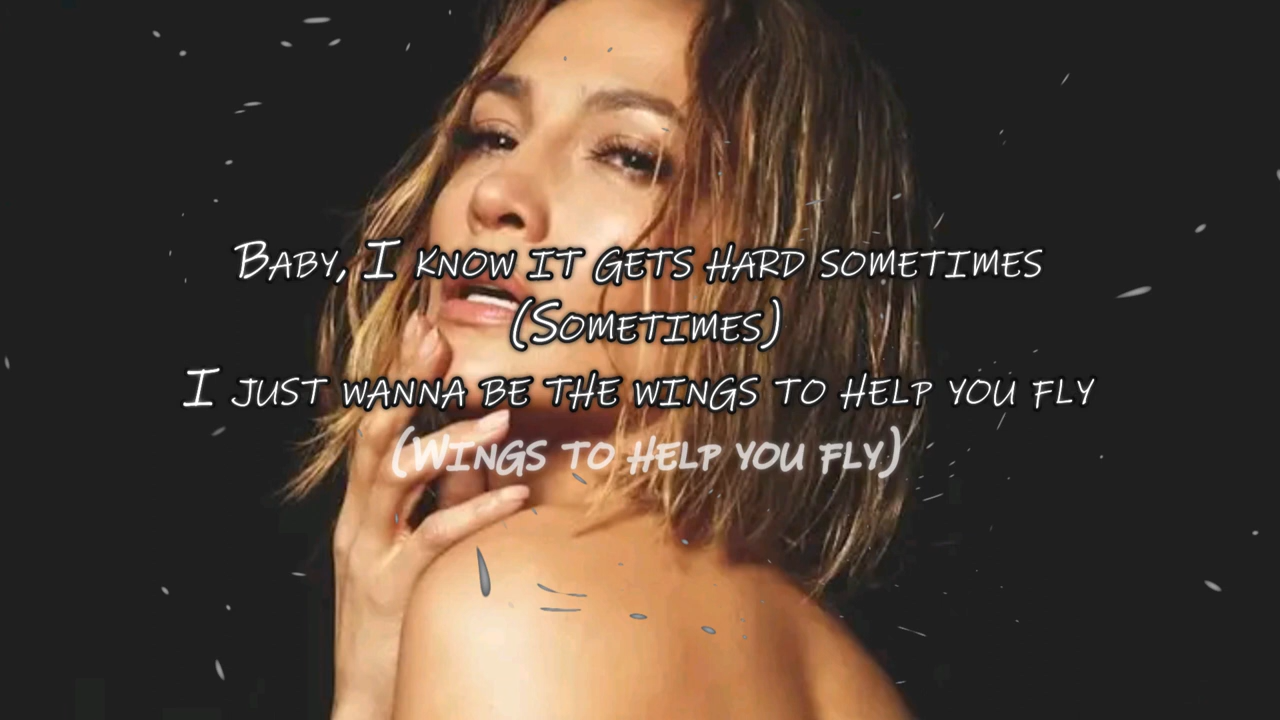 Baby, I know it gets hard sometimes
(Sometimes)
I just wanna be the wings to help you fly
(Wings to help you fly)